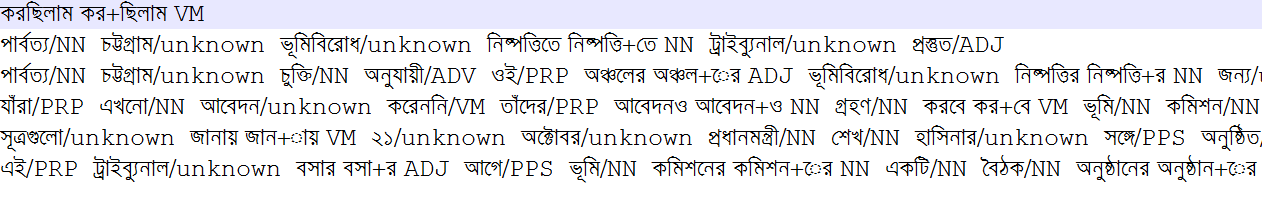 করছিলাম কর+ছিলাম VM
পার্বত্য/NN চট্টগ্রাম/unknown ভূমিবিরোধ/unknown নিষ্পত্তিতে নিষ্পত্তি+তে NN ট্রাইব্যুনাল/unknown প্রস্তুত/ADJ
পার্বত্য/NN চট্টগ্রাম/unknown চুক্তি/NN অনুযায়ী/ADV ওই/PRP অঞ্চলের অঞ্চল+ের ADJ ভূমিবিরোধ/unknown নিষ্পত্তির নিষ্পত্তি+র NN জন্য/
যাঁরা/PRP এখনো/NN আবেদন/unknown করেননি/VM তাঁদের/PRP আবেদনও আবেদন+ও NN গ্রহণ/NN করবে কর+বে VM ভূমি/NN কমিশন/NN
সূত্রগুলো/unknown জানায় জান+ায় VM ২১/unknown অক্টোবর/unknown প্রধানমন্ত্রী/NN শেখ/NN হাসিনার/unknown সঙ্গে/PPS অনুষ্ঠিত/
এই/PRP ট্রাইব্যুনাল/unknown বসার বসা+র ADJ আগে/PPS ভূমি/NN কমিশনের কমিশন+ের NN একটি/NN বৈঠক/NN অনুষ্ঠানের অনুষ্ঠান+ের